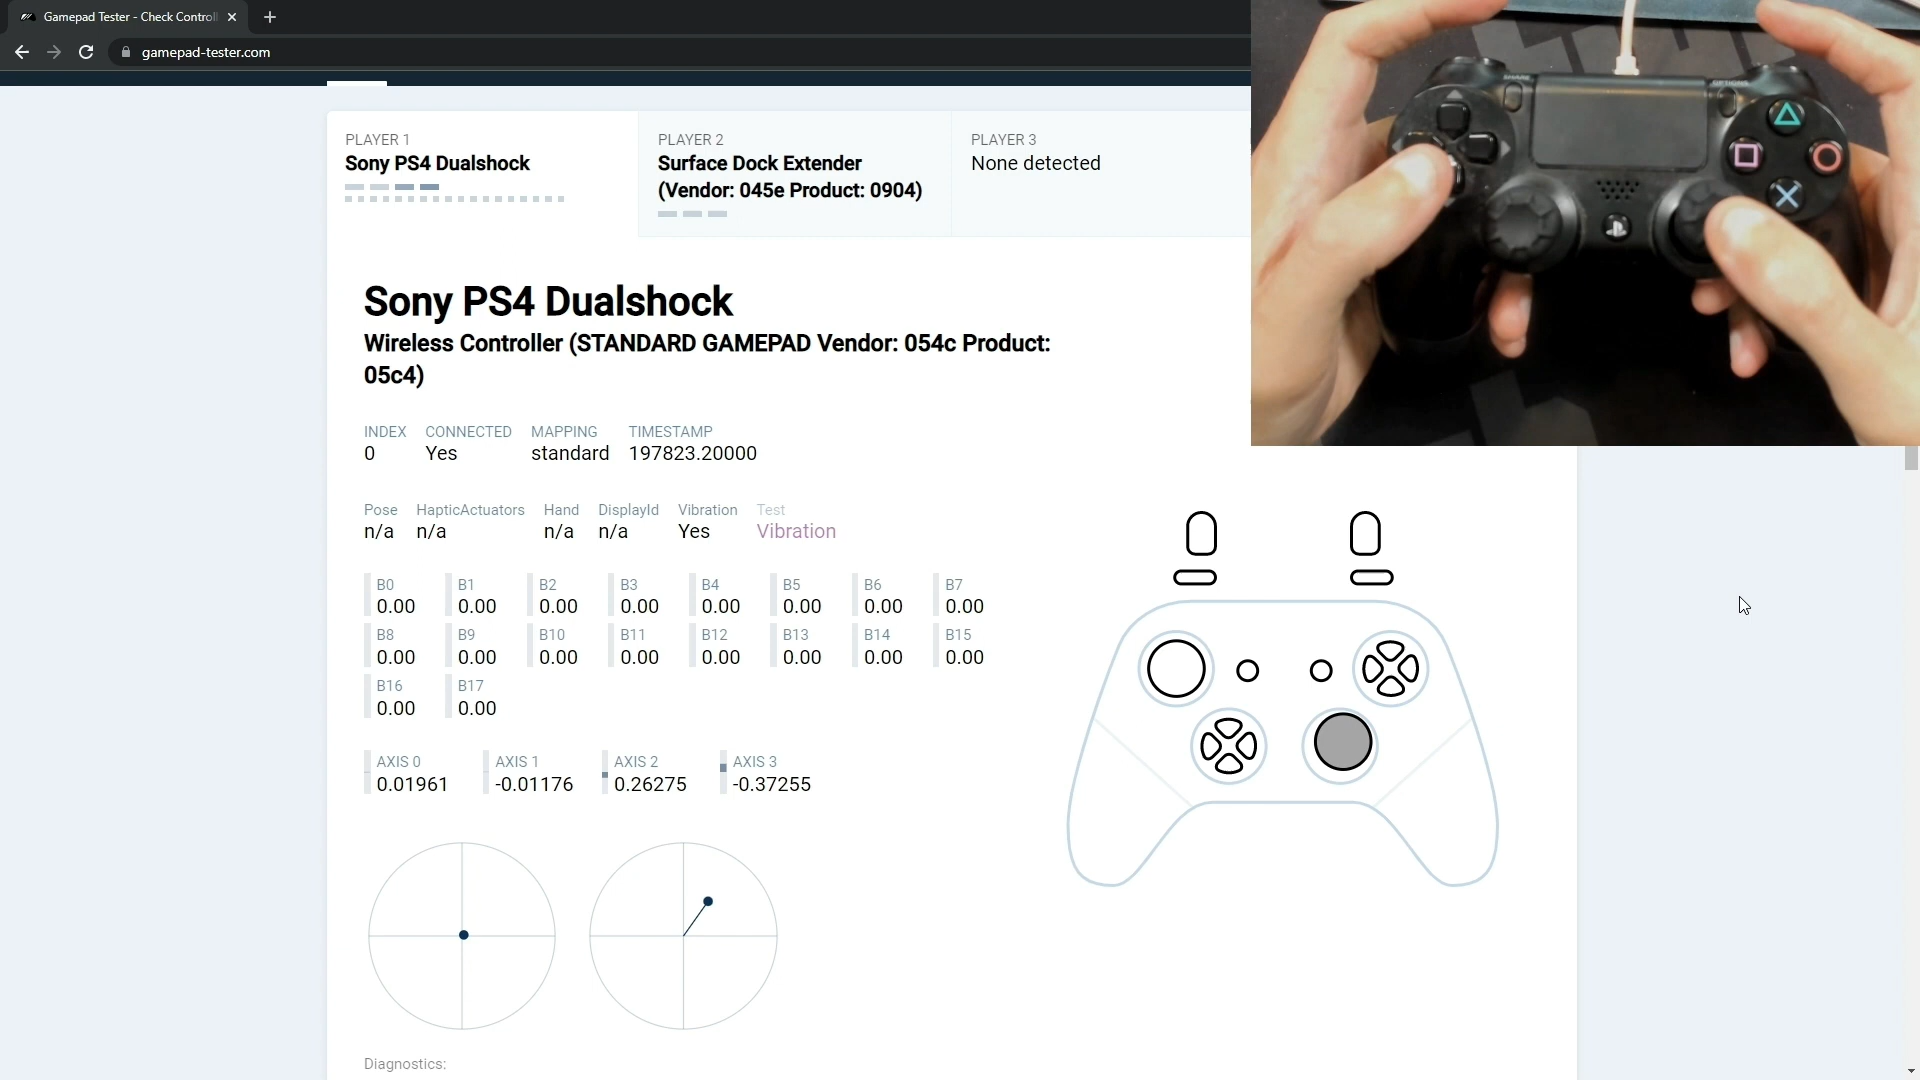 Gamepad Tester - Check Controll
gamepad-tester.com
PLAYER 1
Sony PS4 Dualshock
PLAYER 2
Surface Dock Extender
(Vendor: 045e Product: 0904)
PLAYER 3
None detected
SHARE
OPTIONS
Sony PS4 Dualshock
Wireless Controller (STANDARD GAMEPAD Vendor: 054c Product:
05c4)
INDEX CONNECTED MAPPING TIMESTAMP
0 Yes standard 197823.20000
Pose HapticActuators Hand DisplayId Vibration Test
n/a n/a n/a n/a Yes Vibration
B0 B1 B2 B3 B4 B5 B6 B7
0.00 0.00 0.00 0.00 0.00 0.00 0.00 0.00
B8 B9 B10 B11 B12 B13 B14 B15
0.00 0.00 0.00 0.00 0.00 0.00 0.00 0.00
B16 B17
0.00 0.00
AXIS 0 AXIS 1 AXIS 2 AXIS 3
0.01961 -0.01176 0.26275 -0.37255
Diagnostics: